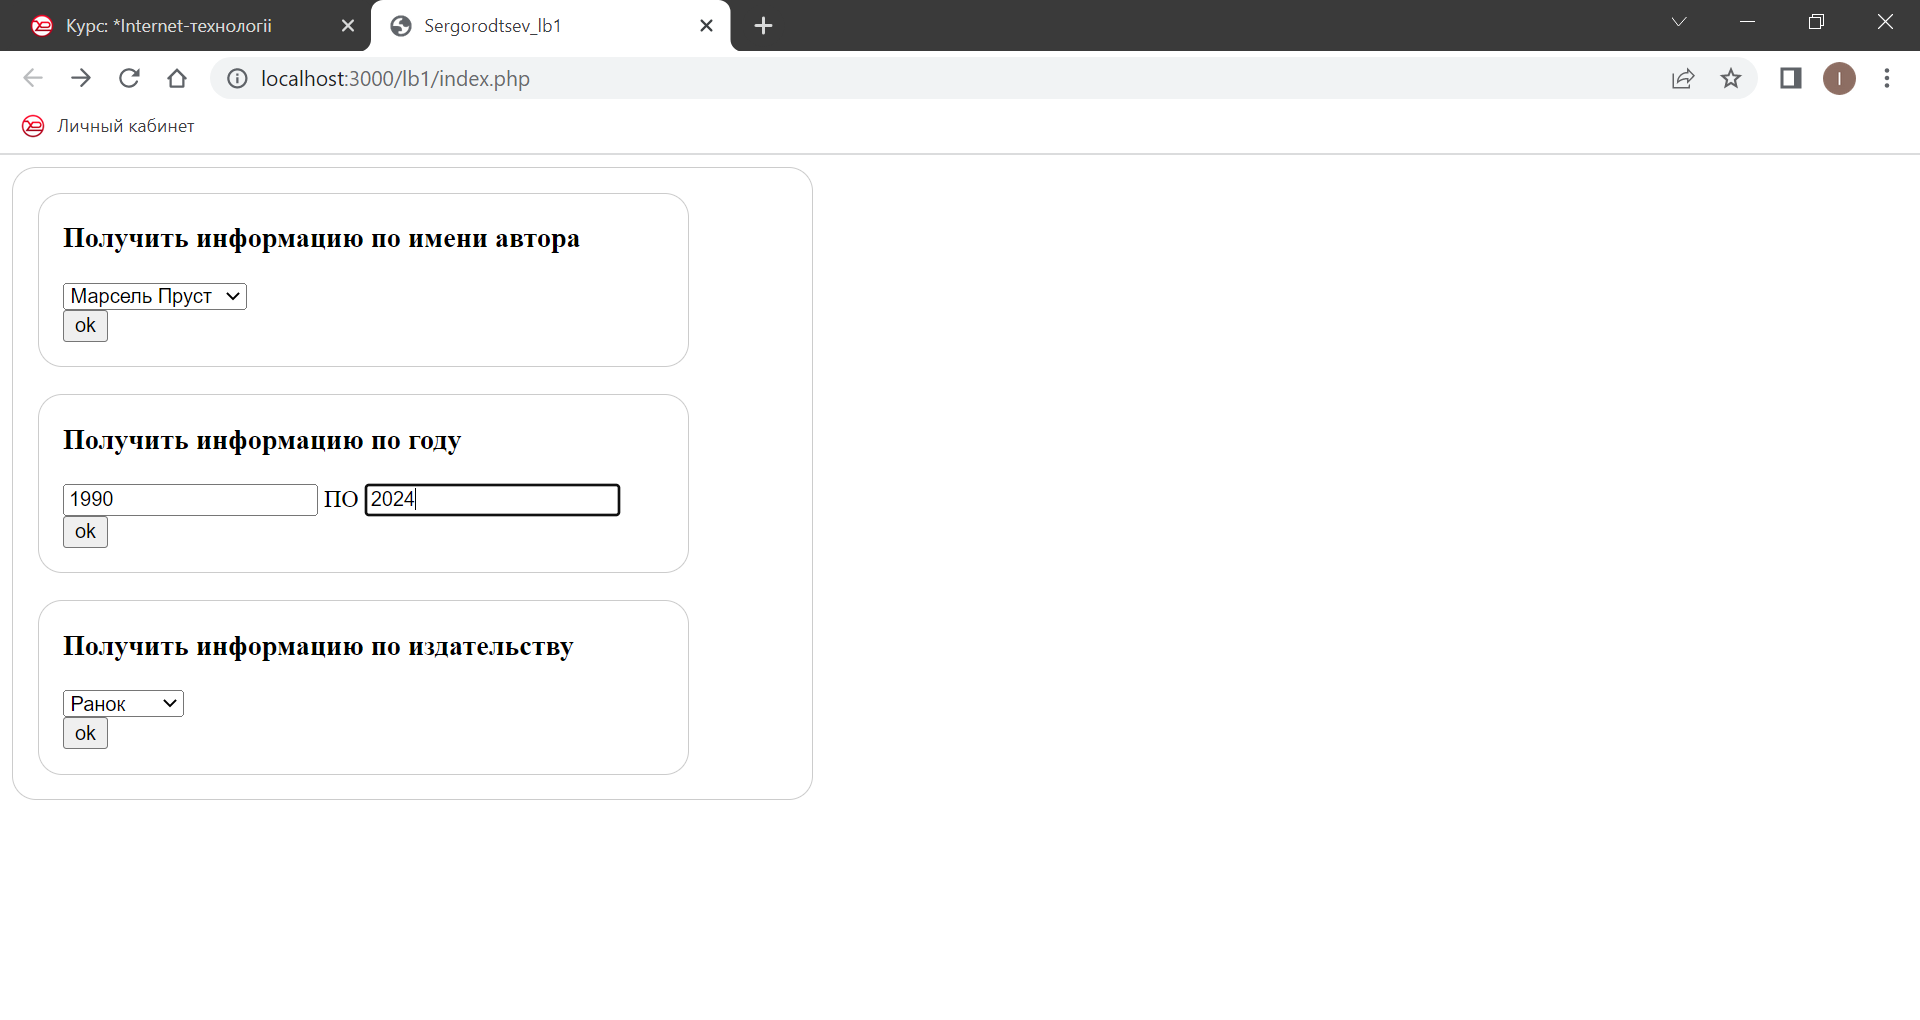 Курс: *Internet-технології
Sergorodtsev_lb1
localhost:3000/lb1/index.php
I
Личный кабинет
Получить информацию по имени автора
Марсель Пруст
ok
Получить информацию по году
1990 ПО 2024
ok
Получить информацию по издательству
Ранок
ok